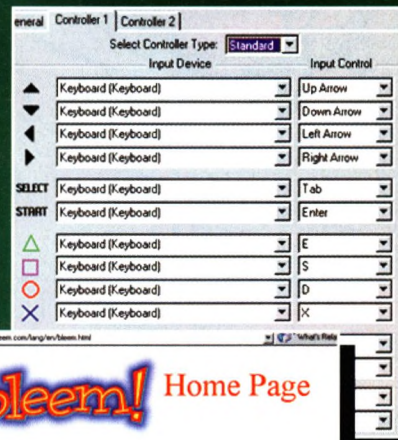 eneral Controller 1 Controller 2
Select Controller Type: Standard
Input Device Input Control
Keyboard (Keyboard) Up Arrow
Keyboard (Keyboard) Down Arrow
Keyboard (Keyboard) Left Arrow
Keyboard (Keyboard) Right Arrow
SELECT Keyboard (Keyboard) Tab
START Keyboard (Keyboard) Enter
Keyboard (Keyboard) E
Keyboard (Keyboard) S
Keyboard (Keyboard) D
Keyboard (Keyboard) X
eem.com/lang/en/bleem.html What's Rela
bleem! Home Page